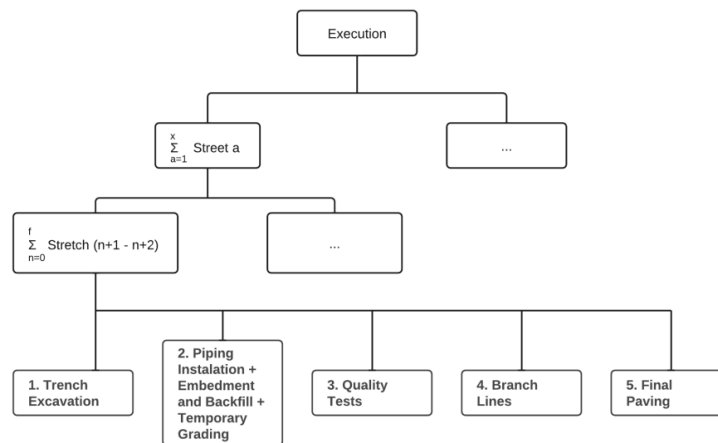 Execution
x
Σ Street a
a=1
...
f
Σ Stretch (n+1 - n+2)
n=0
...
1. Trench
Excavation
2. Piping
Instalation +
Embedment
and Backfill +
Temporary
Grading
3. Quality
Tests
4. Branch
Lines
5. Final
Paving